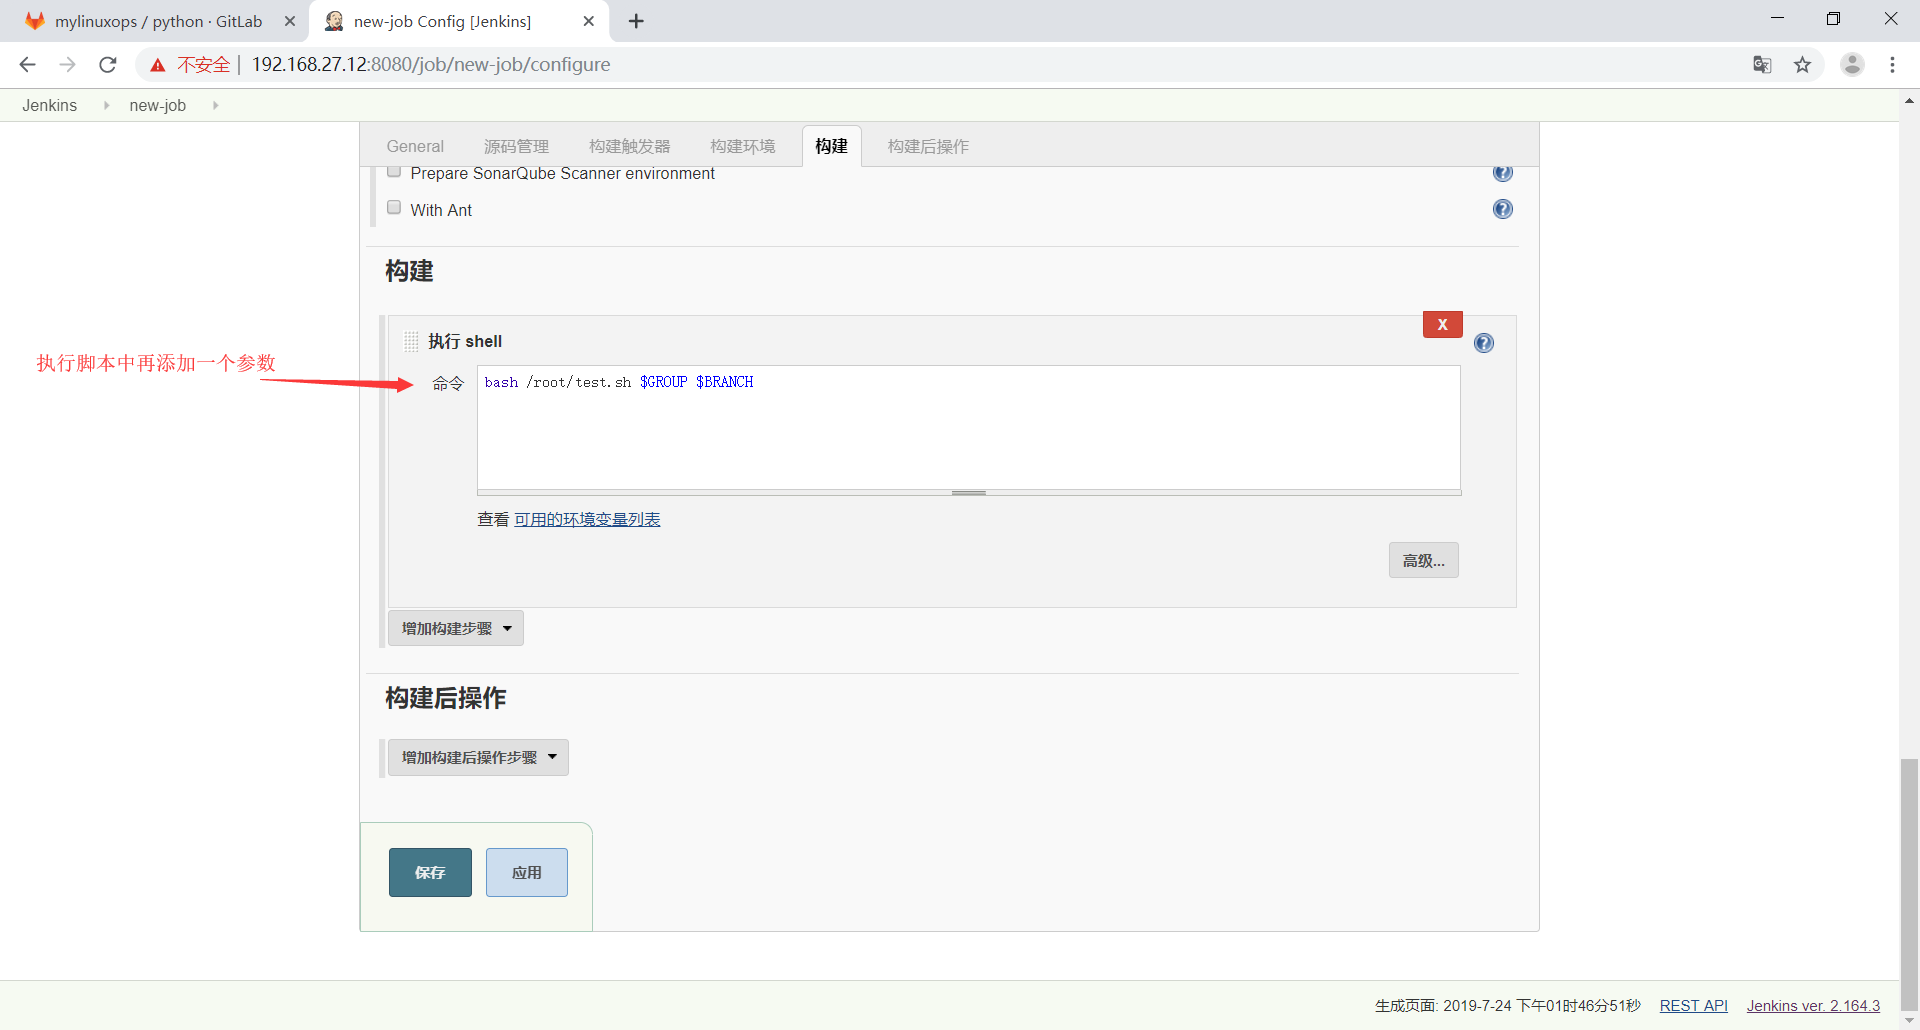 mylinuxops / python · GitLab
new-job Config [Jenkins]
不安全 | 192.168.27.12:8080/job/new-job/configure
Jenkins new-job
General 源码管理 构建触发器 构建环境 构建 构建后操作
Prepare SonarQube Scanner environment
With Ant
构建
X
执行 shell
执行脚本中再添加一个参数
命令 bash /root/test.sh $GROUP $BRANCH
查看 可用的环境变量列表
高级...
增加构建步骤
构建后操作
增加构建后操作步骤
保存 应用
生成页面: 2019-7-24 下午01时46分51秒 REST API Jenkins ver. 2.164.3